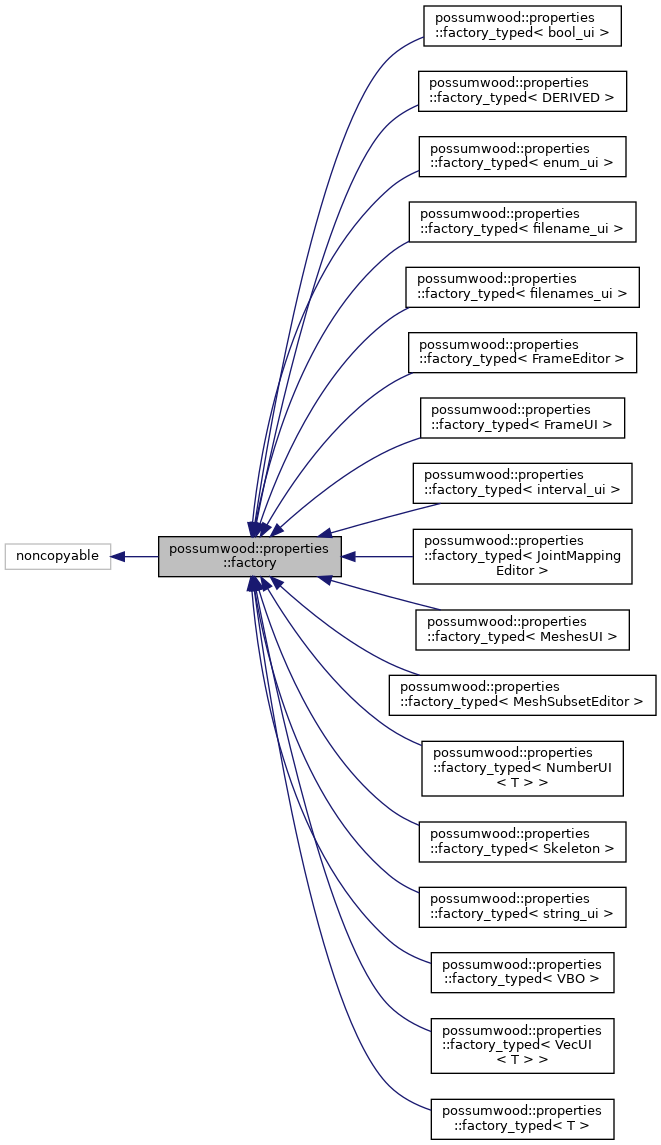 possumwood::properties
::factory_typed< bool_ui >
possumwood::properties
::factory_typed< DERIVED >
possumwood::properties
::factory_typed< enum_ui >
possumwood::properties
::factory_typed< filename_ui >
possumwood::properties
::factory_typed< filenames_ui >
possumwood::properties
::factory_typed< FrameEditor >
possumwood::properties
::factory_typed< FrameUI >
possumwood::properties
::factory_typed< interval_ui >
noncopyable
possumwood::properties
::factory
possumwood::properties
::factory_typed< JointMapping
Editor >
possumwood::properties
::factory_typed< MeshesUI >
possumwood::properties
::factory_typed< MeshSubsetEditor >
possumwood::properties
::factory_typed< NumberUI
< T > >
possumwood::properties
::factory_typed< Skeleton >
possumwood::properties
::factory_typed< string_ui >
possumwood::properties
::factory_typed< VBO >
possumwood::properties
::factory_typed< VecUI
< T > >
possumwood::properties
::factory_typed< T >